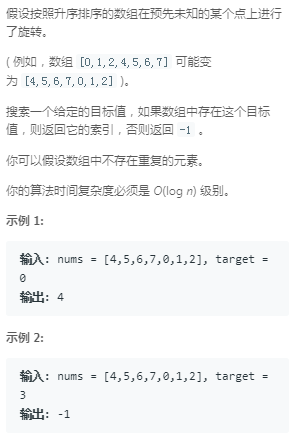 假设按照升序排序的数组在预先未知的某个点上进行
了旋转。
( 例如，数组 [0,1,2,4,5,6,7] 可能变
为 [4,5,6,7,0,1,2] )。
搜索一个给定的目标值，如果数组中存在这个目标
值，则返回它的索引，否则返回 -1 。
你可以假设数组中不存在重复的元素。
你的算法时间复杂度必须是 O(log n) 级别。
示例 1:
输入: nums = [4,5,6,7,0,1,2], target =
0
输出: 4
示例 2:
输入: nums = [4,5,6,7,0,1,2], target =
3
输出: -1